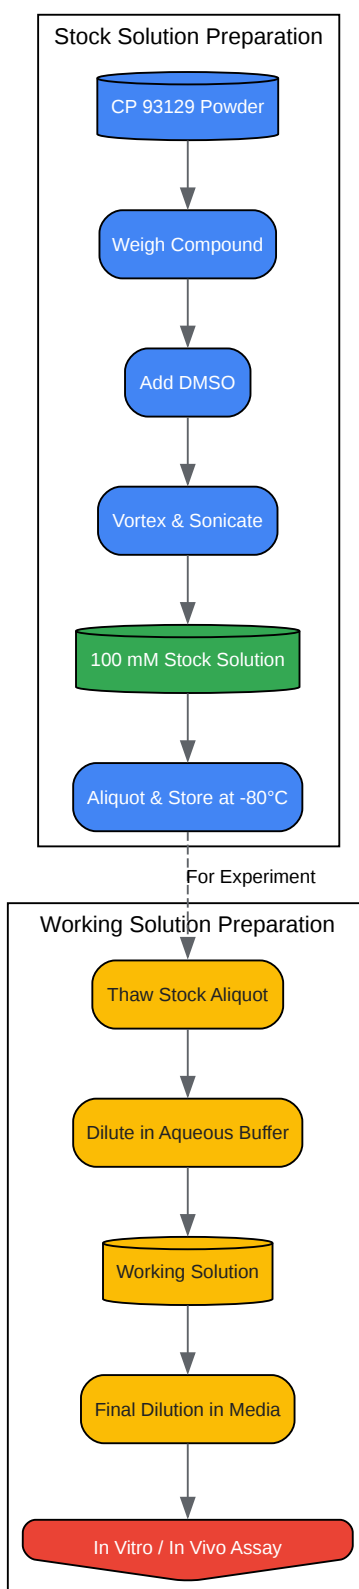 Stock Solution Preparation
CP 93129 Powder
Weigh Compound
Add DMSO
Vortex & Sonicate
100 mM Stock Solution
Aliquot & Store at -80°C
For Experiment
Working Solution Preparation
Thaw Stock Aliquot
Dilute in Aqueous Buffer
Working Solution
Final Dilution in Media
In Vitro / In Vivo Assay